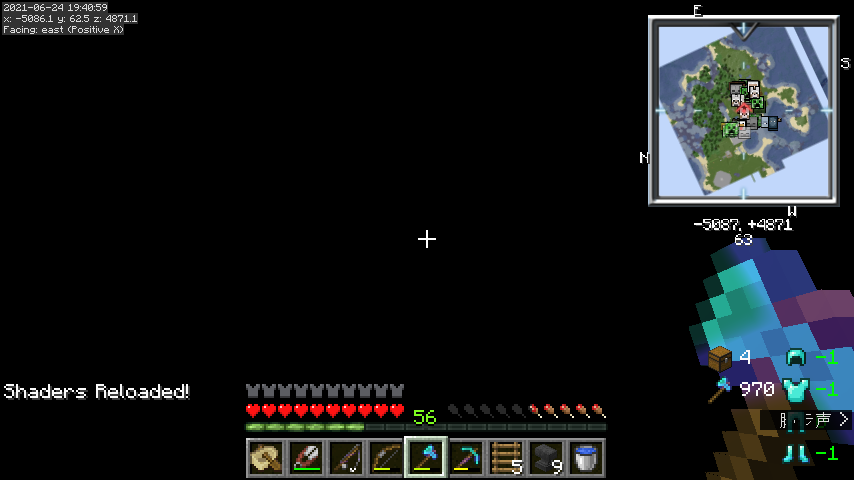 2021-06-24 19:40:59
x: -5086.1 y: 62.5 z: 4871.1
Facing: east (Positive X)
E
S
N
W
-5087, +4871
63
4
-1
970
-1
Shaders Reloaded!
56
-1
5
9